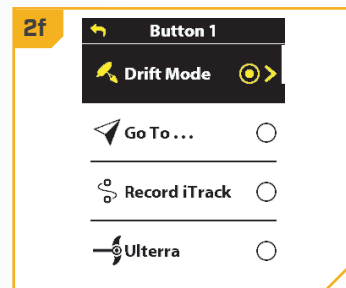 2f
Button 1
Drift Mode
Go To ...
Record iTrack
Ulterra